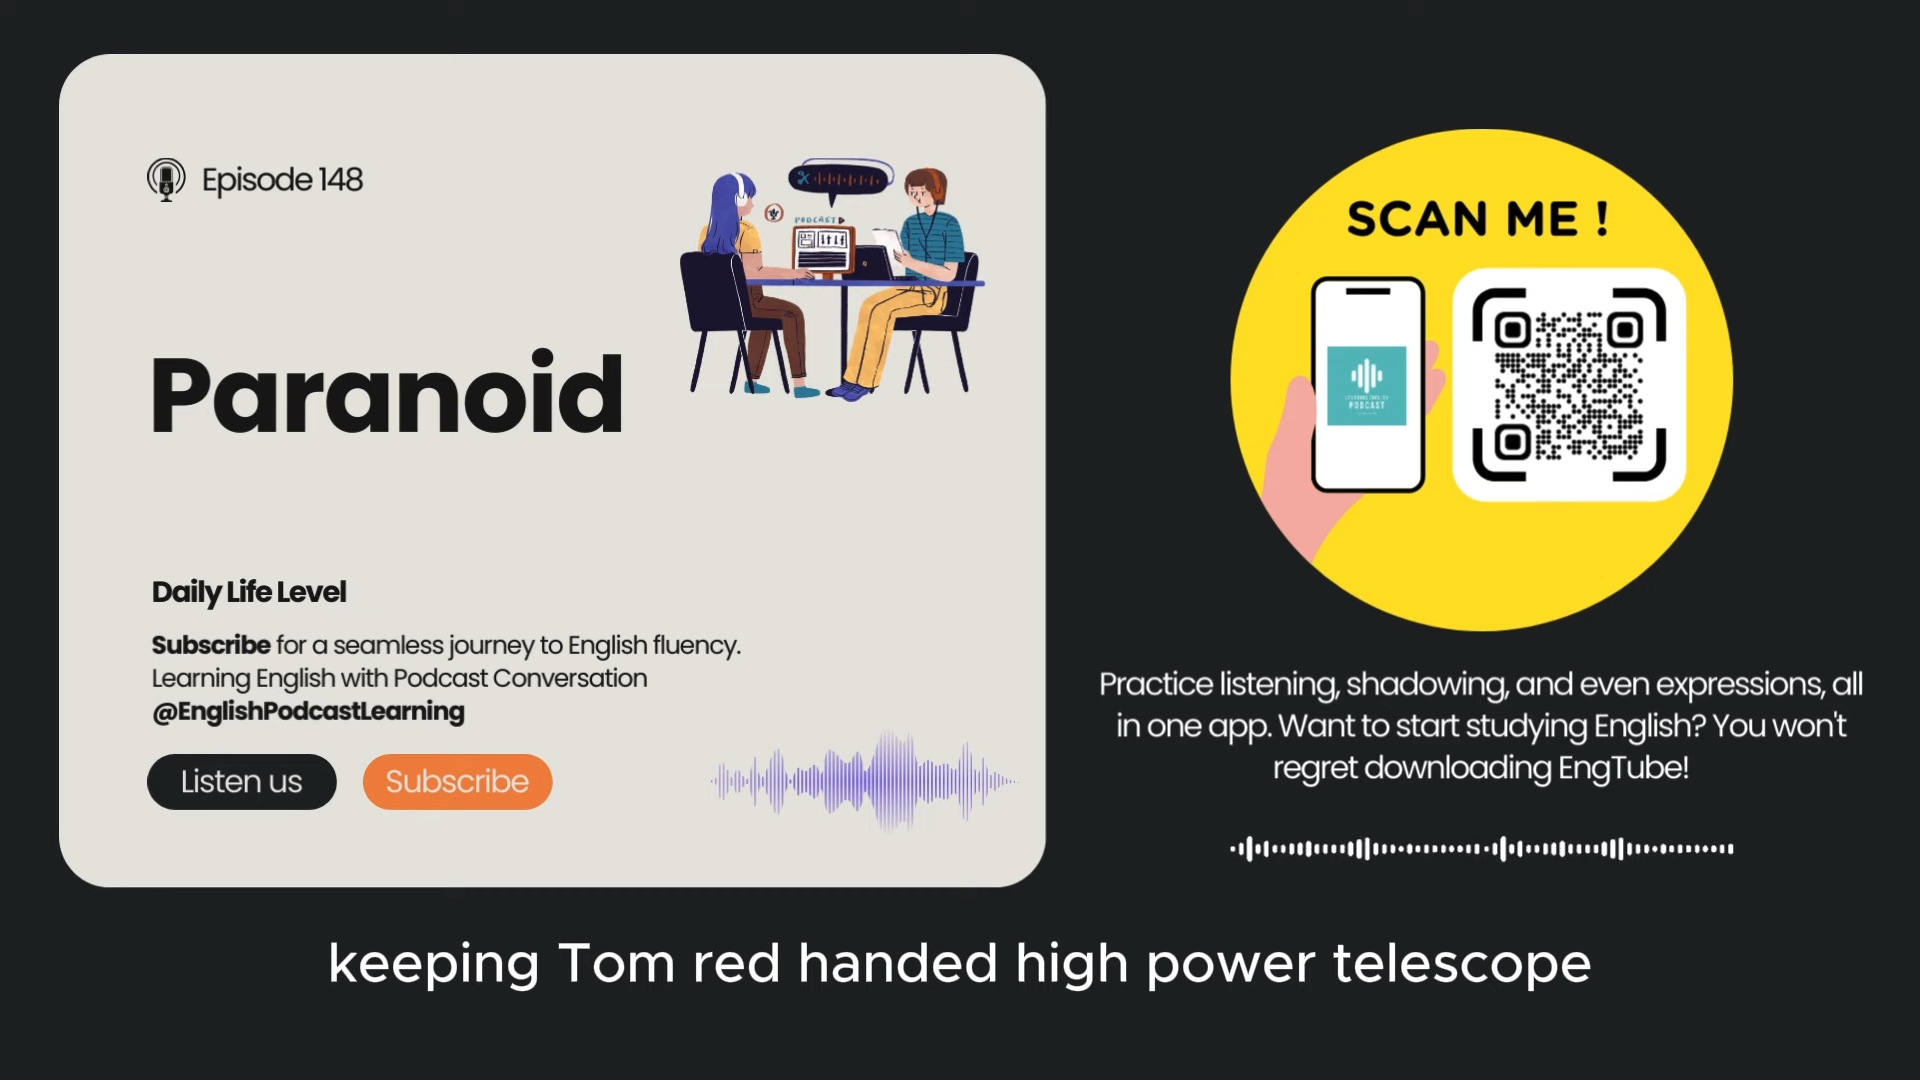 Episode 148
PODCAST
Paranoid
Daily Life Level
Subscribe for a seamless journey to English fluency.
Learning English with Podcast Conversation
@EnglishPodcastLearning
Listen us
Subscribe
SCAN ME !
PODCAST
Practice listening, shadowing, and even expressions, all
in one app. Want to start studying English? You won't
regret downloading EngTube!
keeping Tom red handed high power telescope